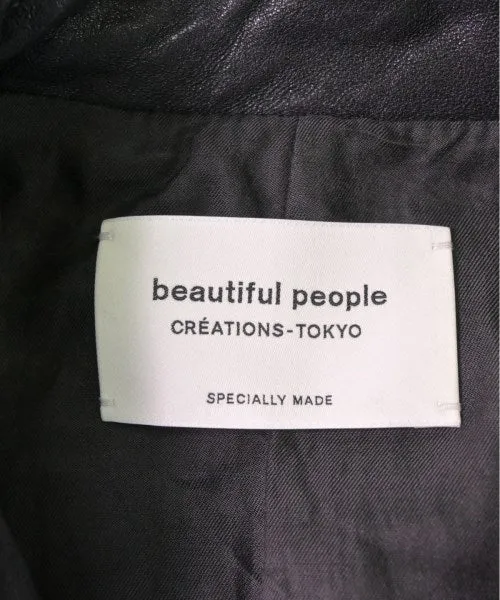 beautiful people
CRÉATIONS-TOKYO
SPECIALLY MADE